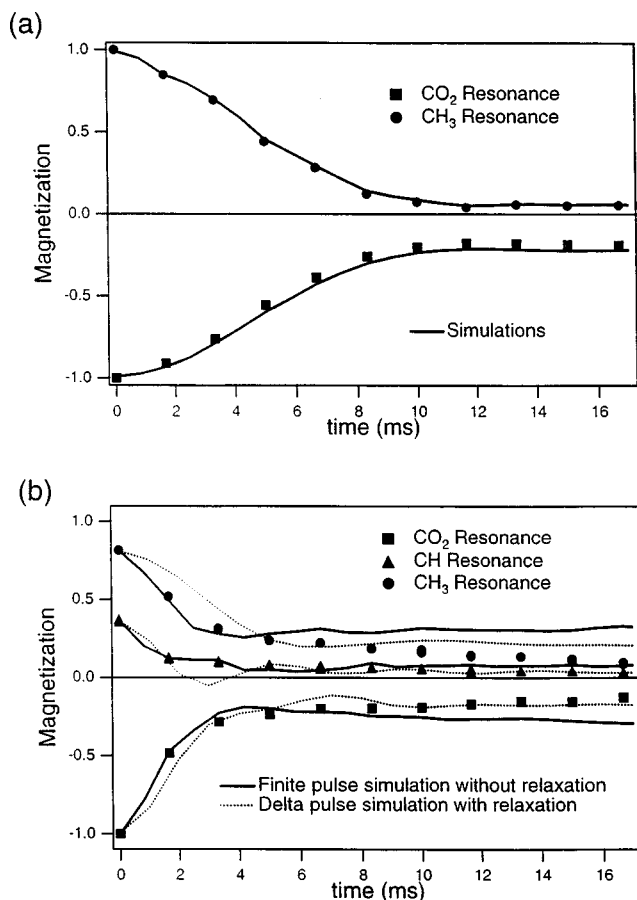 (a)
1.0
0.5
0.0
-0.5
-1.0
Magnetization
CO2 Resonance
CH3 Resonance
Simulations
0 2 4 6 8 10 12 14 16
time (ms)
(b)
1.0
0.5
0.0
-0.5
-1.0
Magnetization
CO2 Resonance
CH Resonance
CH3 Resonance
Finite pulse simulation without relaxation
Delta pulse simulation with relaxation
0 2 4 6 8 10 12 14 16
time (ms)